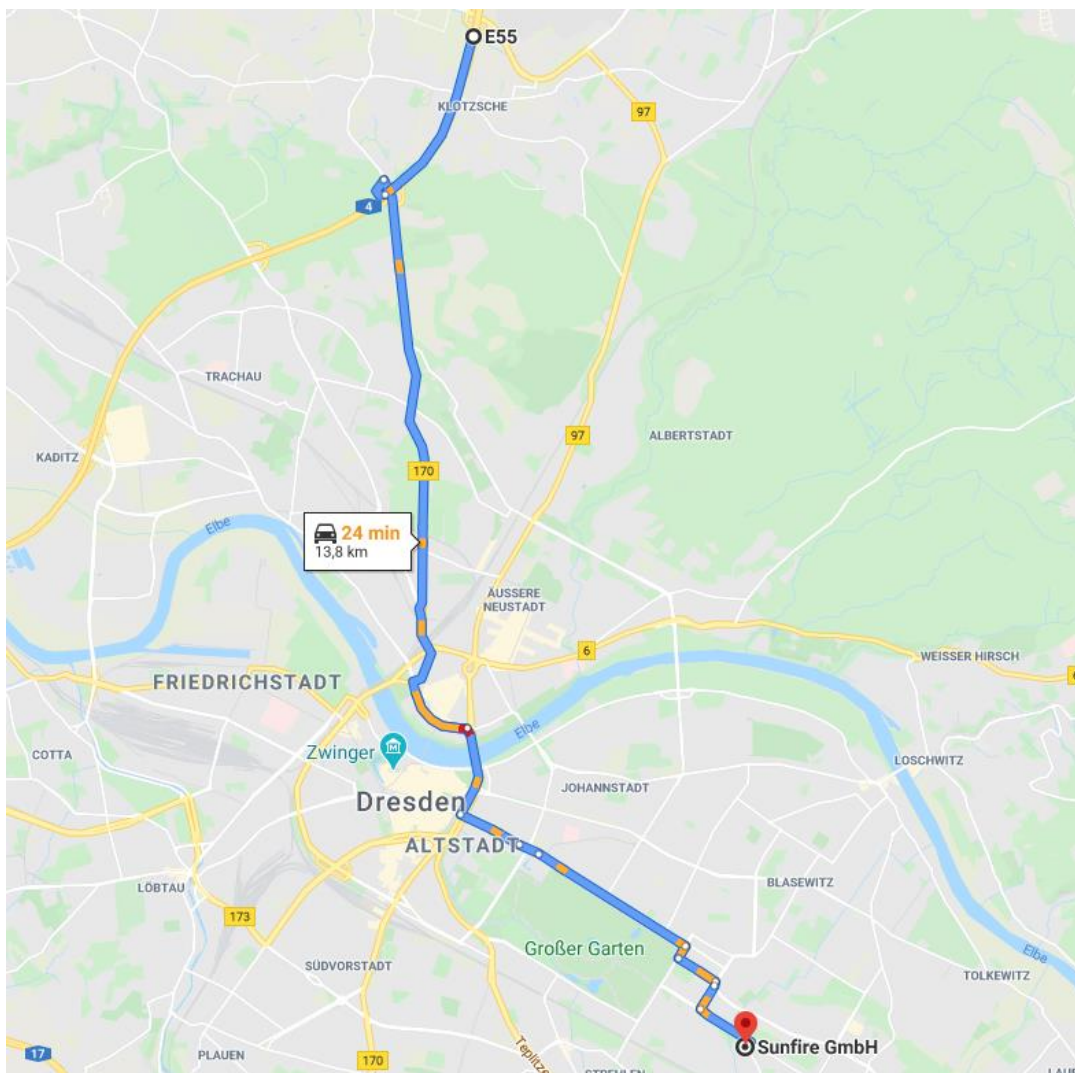 E55
KLOTZSCHE
97
4
TRACHAU
97
ALBERTSTADT
KADITZ
170
Elbe
24 min
13,8 km
ÄUSSERE
NEUSTADT
6
WEISSER HIRSCH
FRIEDRICHSTADT
Elbe
COTTA
Zwinger
LOSCHWITZ
JOHANNSTADT
Dresden
ALTSTADT
LÖBTAU
BLASEWITZ
173
Großer Garten
Elbe
SÜDVORSTADT
TOLKEWITZ
17
PLAUEN
170
Sunfire GmbH